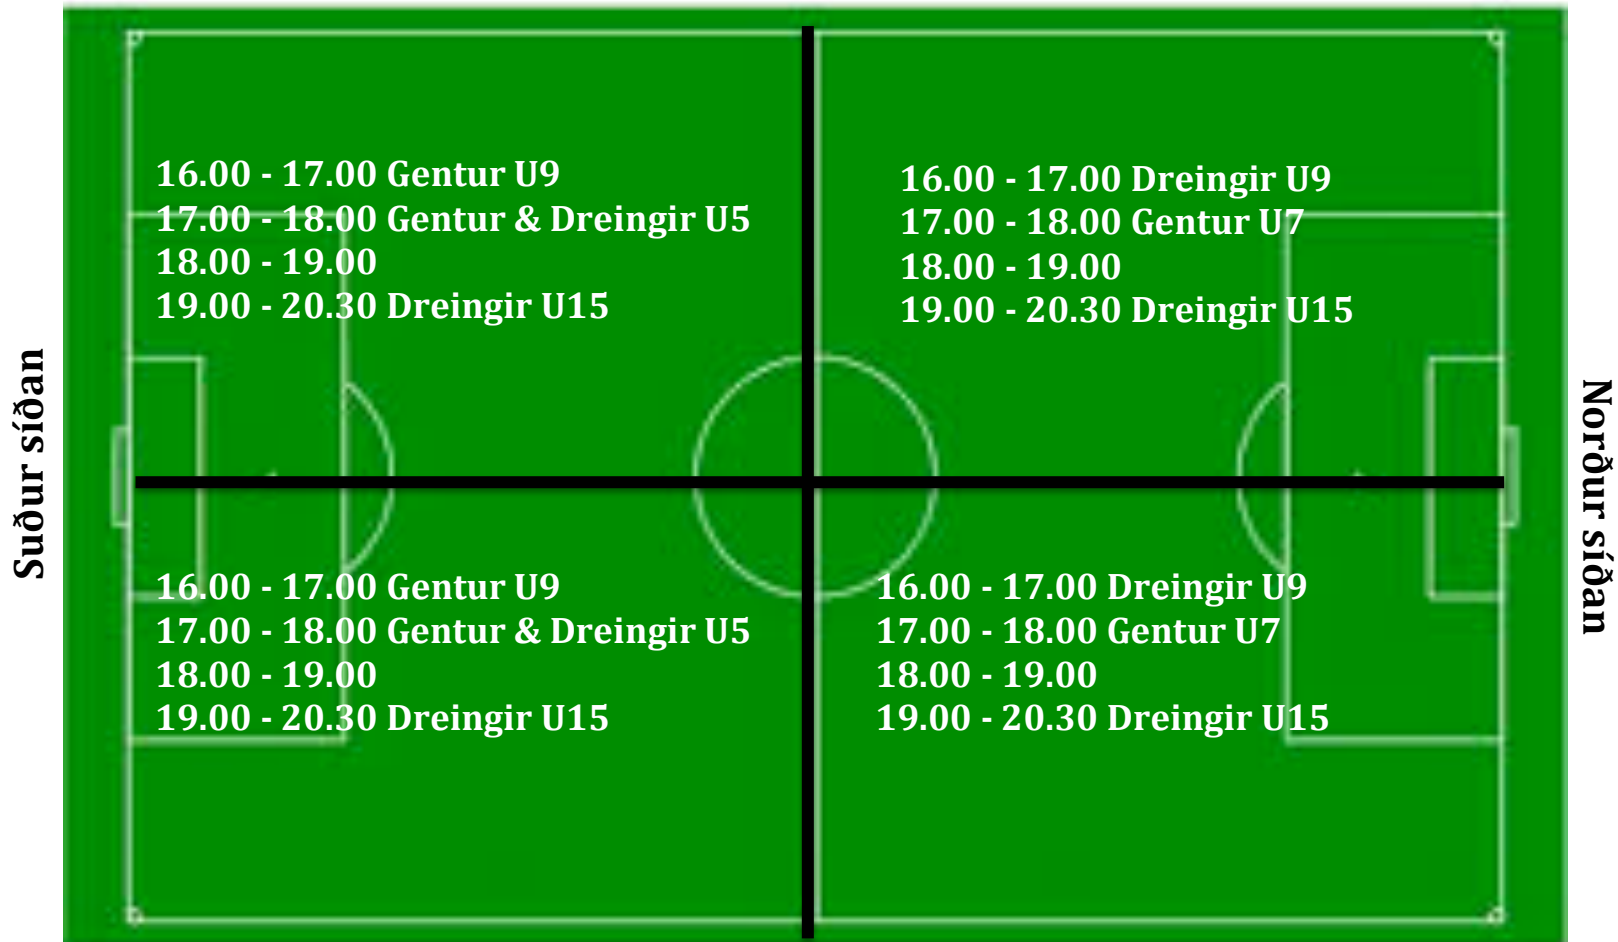 16.00 - 17.00 Gentur U9
17.00 - 18.00 Gentur & Dreingir U5
18.00 - 19.00
19.00 - 20.30 Dreingir U15
16.00 - 17.00 Dreingir U9
17.00 - 18.00 Gentur U7
18.00 - 19.00
19.00 - 20.30 Dreingir U15
Suður síðan
Norður síðan
16.00 - 17.00 Gentur U9
17.00 - 18.00 Gentur & Dreingir U5
18.00 - 19.00
19.00 - 20.30 Dreingir U15
16.00 - 17.00 Dreingir U9
17.00 - 18.00 Gentur U7
18.00 - 19.00
19.00 - 20.30 Dreingir U15